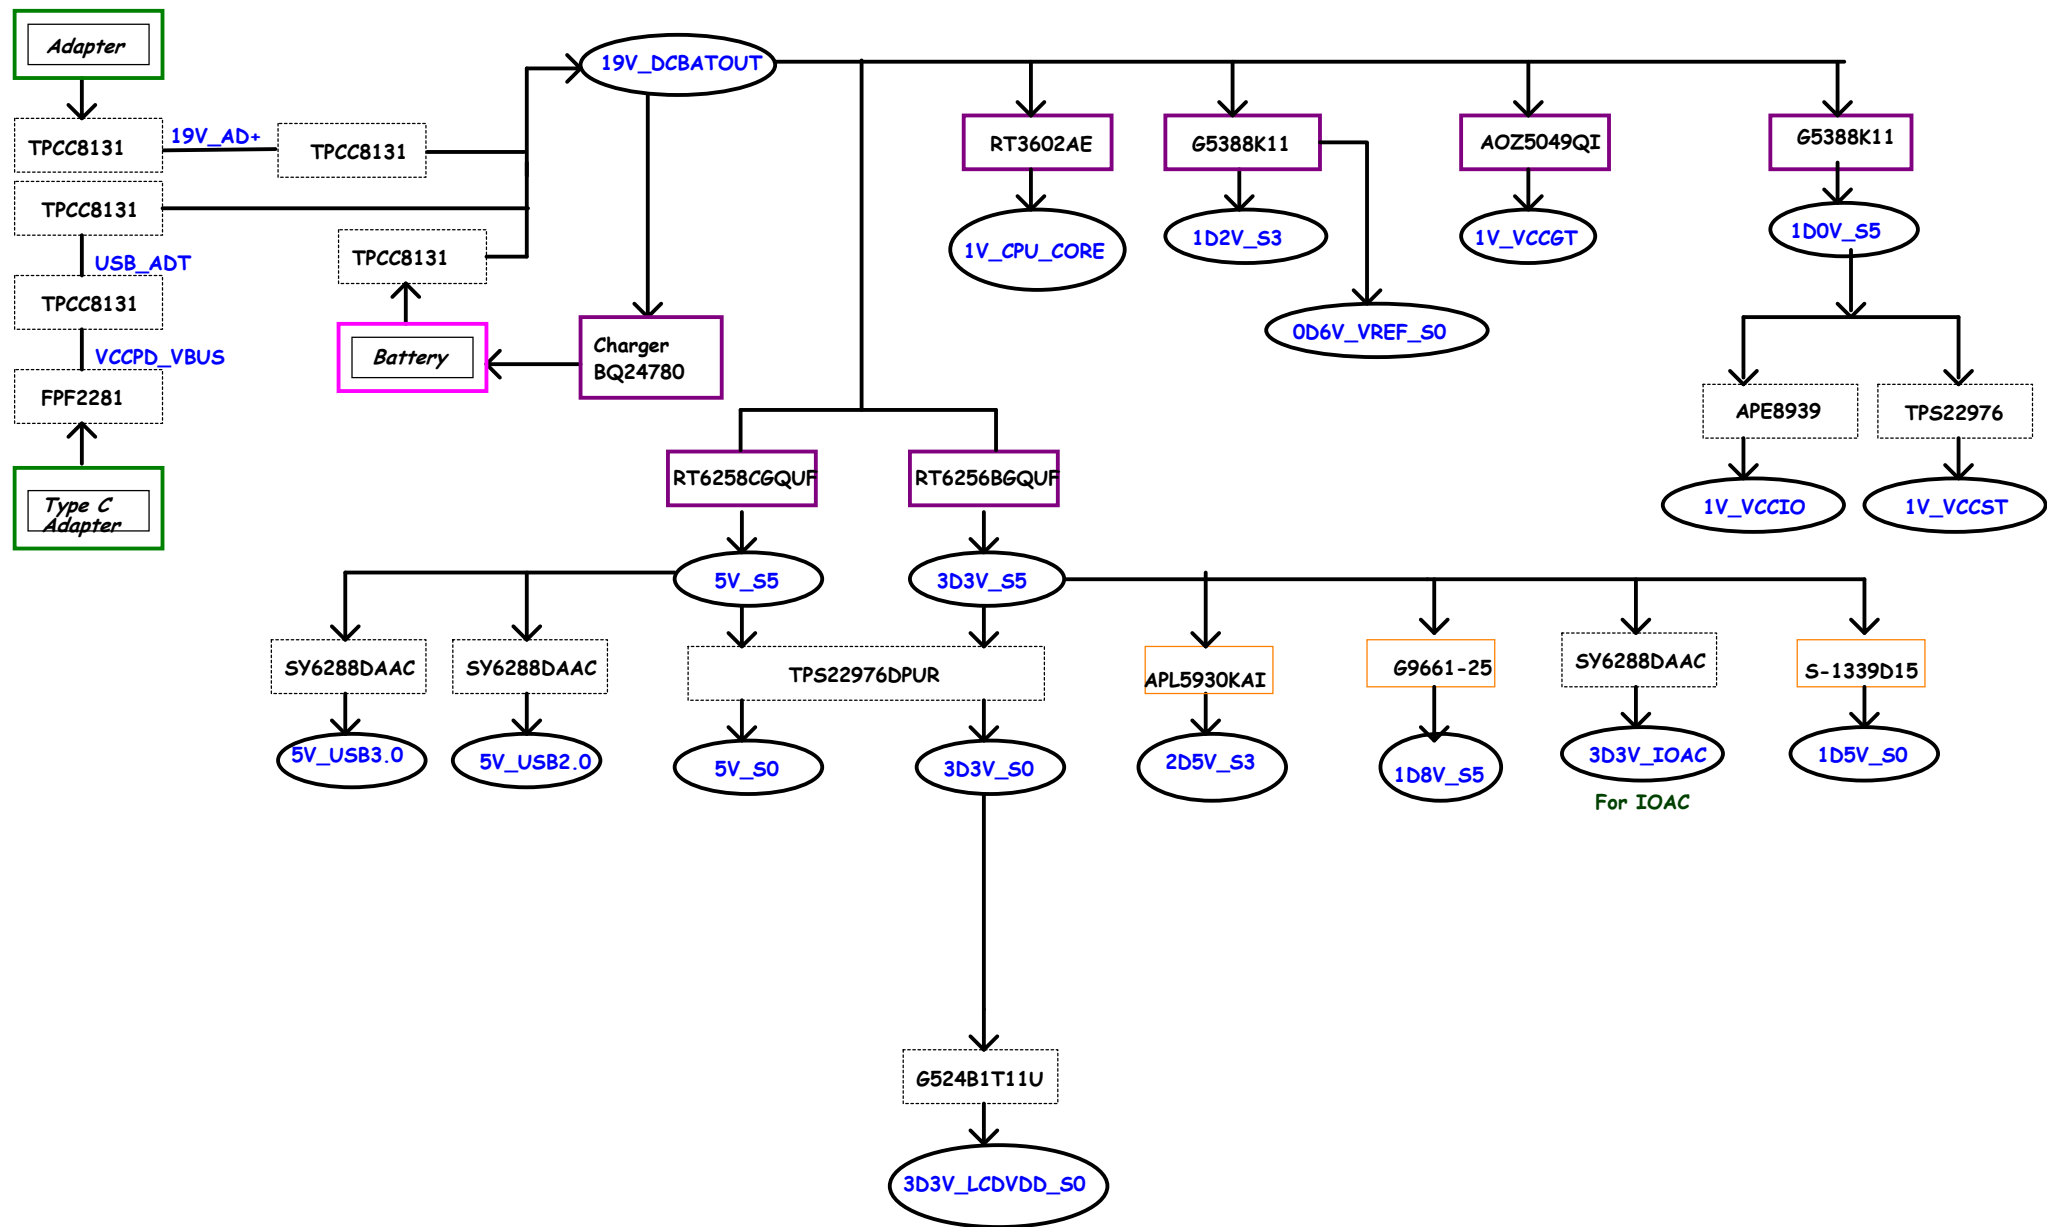 Adapter
19V_DCBATOUT
TPCC8131
19V_AD+
TPCC8131
RT3602AE
G5388K11
AOZ5049QI
G5388K11
TPCC8131
1V_CPU_CORE
1D2V_S3
1V_VCCGT
1D0V_S5
USB_ADT
TPCC8131
TPCC8131
VCCPD_VBUS
Battery
Charger
BQ24780
0D6V_VREF_S0
FPF2281
APE8939
TPS22976
Type C
Adapter
RT6258CGQUF
RT6256BGQUF
1V_VCCIO
1V_VCCST
5V_S5
3D3V_S5
SY6288DAAC
SY6288DAAC
TPS22976DPUR
APL5930KAI
G9661-25
SY6288DAAC
S-1339D15
5V_USB3.0
5V_USB2.0
5V_S0
3D3V_S0
2D5V_S3
1D8V_S5
3D3V_IOAC
1D5V_S0
For IOAC
G524B1T11U
3D3V_LCDVDD_S0